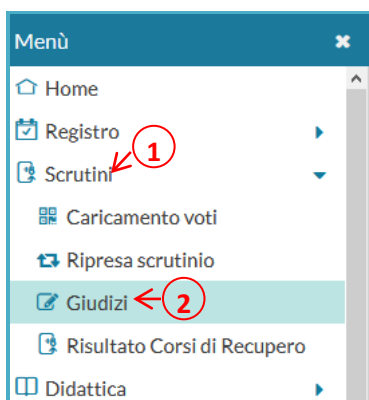 Menù ✖
Home
Registro
1
Scrutini
Caricamento voti
Ripresa scrutinio
Giudizi 2
Risultato Corsi di Recupero
Didattica